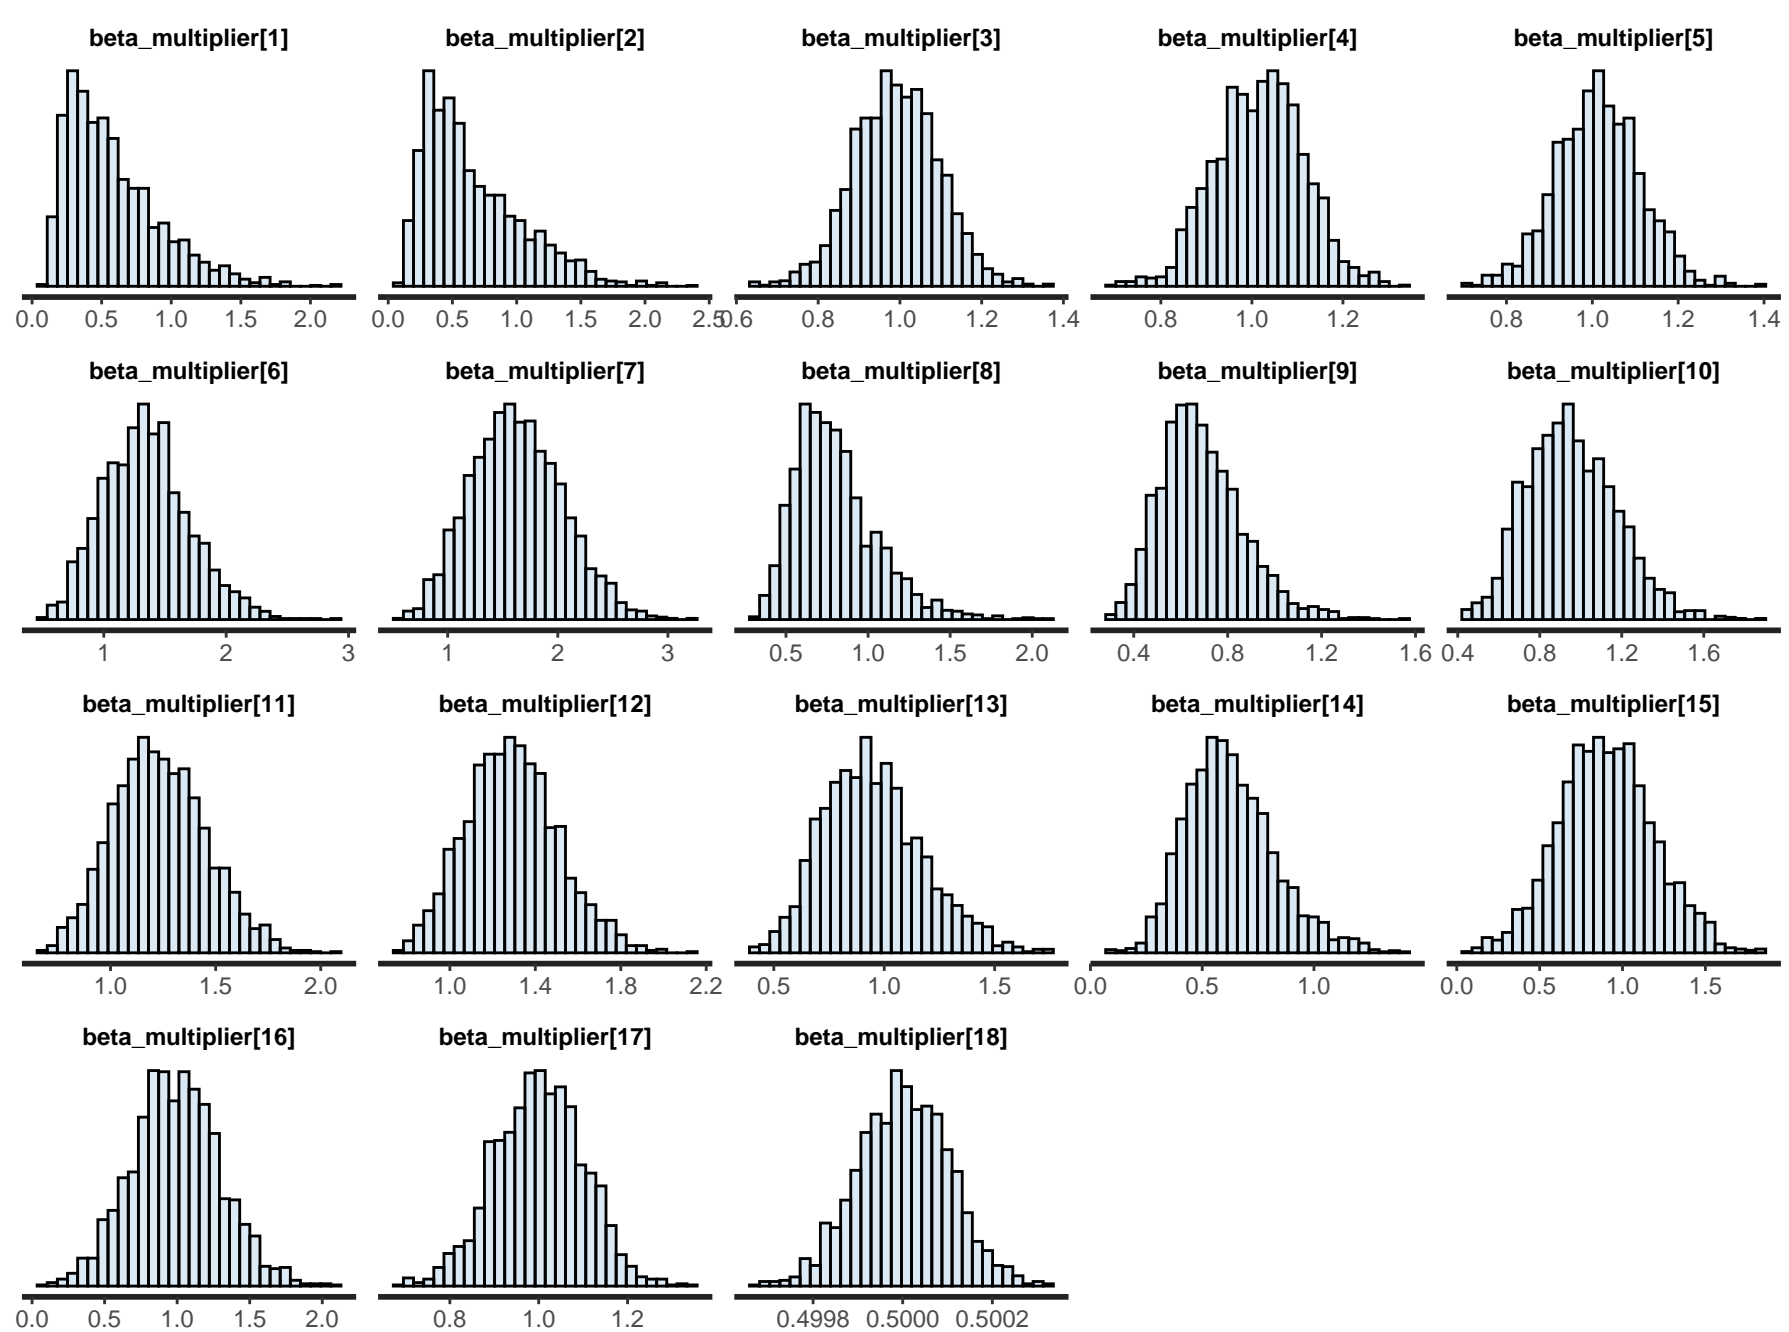 beta_multiplier[1] beta_multiplier[2] beta_multiplier[3] beta_multiplier[4] beta_multiplier[5]
0.0 0.5 1.0 1.5 2.0 0.0 0.5 1.0 1.5 2.0 2.5 0.6 0.8 1.0 1.2 1.4 0.8 1.0 1.2 0.8 1.0 1.2 1.4
beta_multiplier[6] beta_multiplier[7] beta_multiplier[8] beta_multiplier[9] beta_multiplier[10]
1 2 3 1 2 3 0.5 1.0 1.5 2.0 0.4 0.8 1.2 1.6 0.4 0.8 1.2 1.6
beta_multiplier[11] beta_multiplier[12] beta_multiplier[13] beta_multiplier[14] beta_multiplier[15]
1.0 1.5 2.0 1.0 1.4 1.8 2.2 0.5 1.0 1.5 0.0 0.5 1.0 0.0 0.5 1.0 1.5
beta_multiplier[16] beta_multiplier[17] beta_multiplier[18]
0.0 0.5 1.0 1.5 2.0 0.8 1.0 1.2 0.4998 0.5000 0.5002